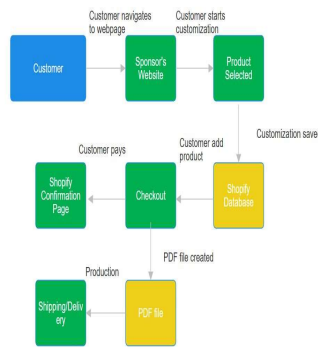 Customer navigates
to webpage
Customer starts
customization
Customer
Sponsor's
Website
Product
Selected
Customization save
Customer pays
Customer add
product
Shopify
Confirmation
Page
Checkout
Shopify
Database
PDF file created
Production
Shipping/Deliv
ery
PDF file